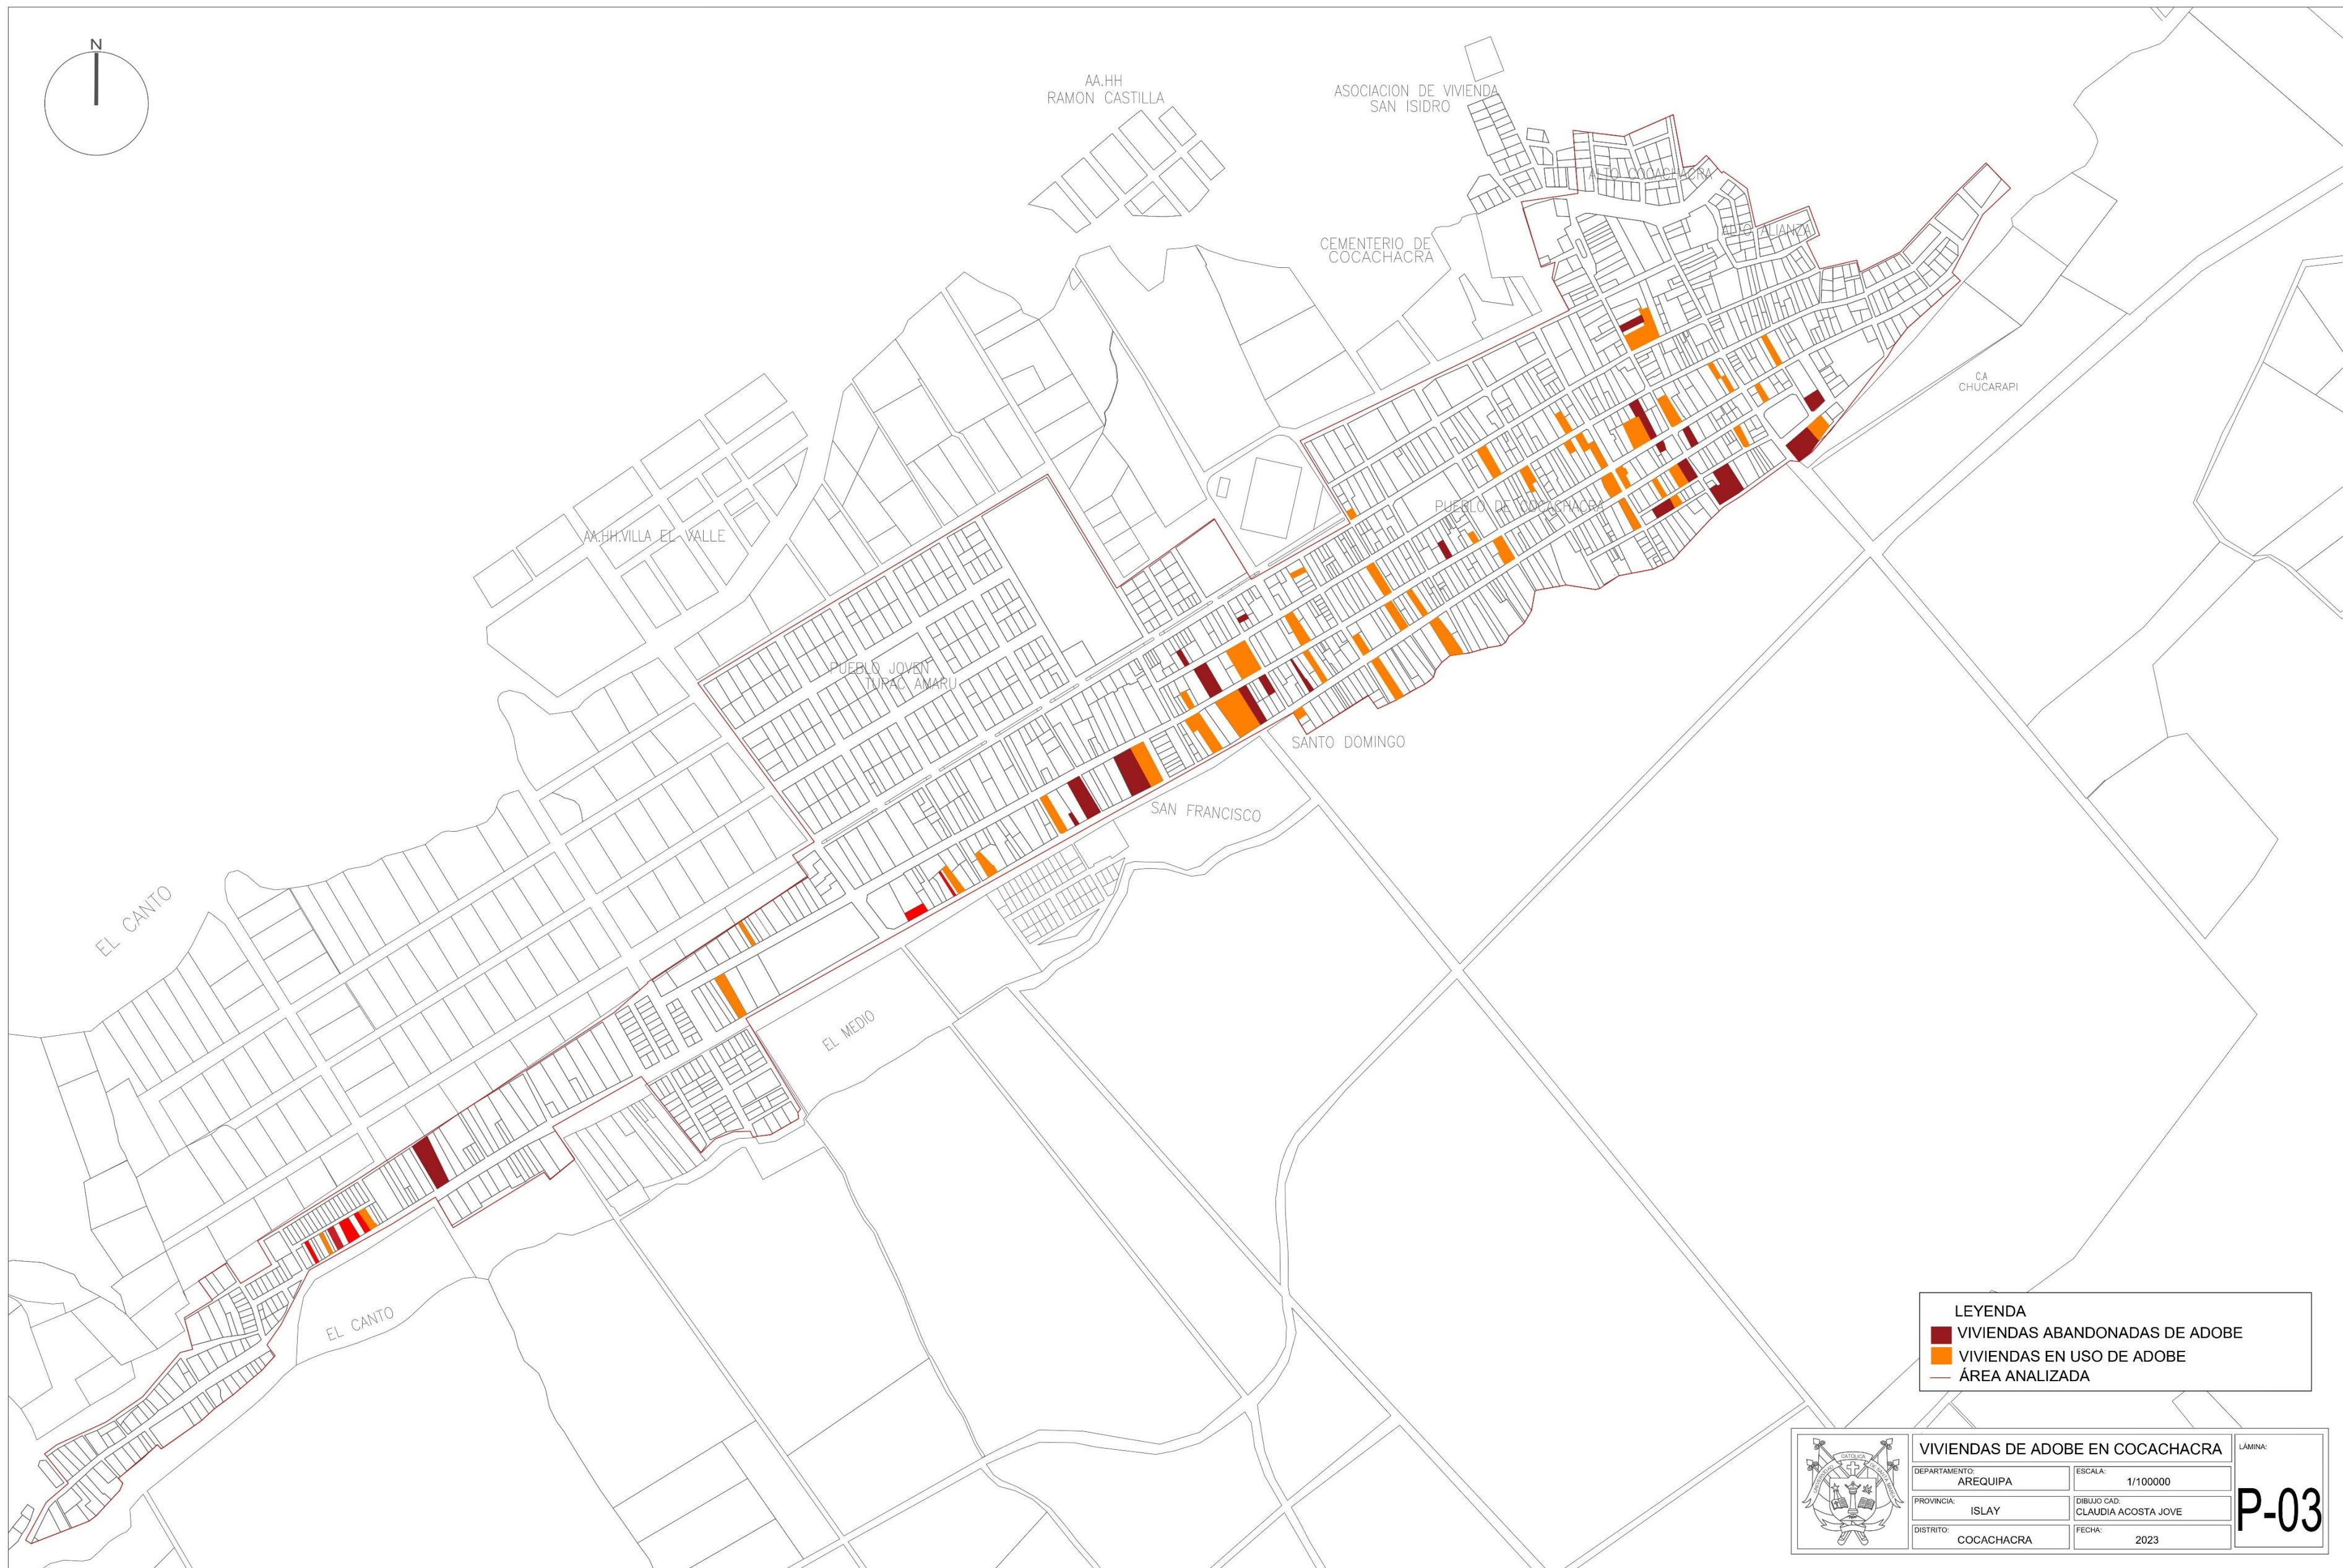 N
AA.HH
RAMON CASTILLA
ASOCIACION DE VIVIENDA
SAN ISIDRO
ALTO COCACHACRA
ALTO ALIANZA
CEMENTERIO DE
COCACHACRA
C.A
CHUCARAPI
AA.HH.VILLA EL VALLE
PUEBLO DE COCACHACRA
PUEBLO JOVEN
TUPAC AMARU
SANTO DOMINGO
SAN FRANCISCO
EL CANTO
EL MEDIO
EL CANTO
LEYENDA
VIVIENDAS ABANDONADAS DE ADOBE
VIVIENDAS EN USO DE ADOBE
ÁREA ANALIZADA
VIVIENDAS DE ADOBE EN COCACHACRA
LÁMINA:
DEPARTAMENTO:
AREQUIPA
ESCALA:
1/100000
PROVINCIA:
ISLAY
DIBUJO CAD:
CLAUDIA ACOSTA JOVE
DISTRITO:
COCACHACRA
FECHA:
2023
P-03